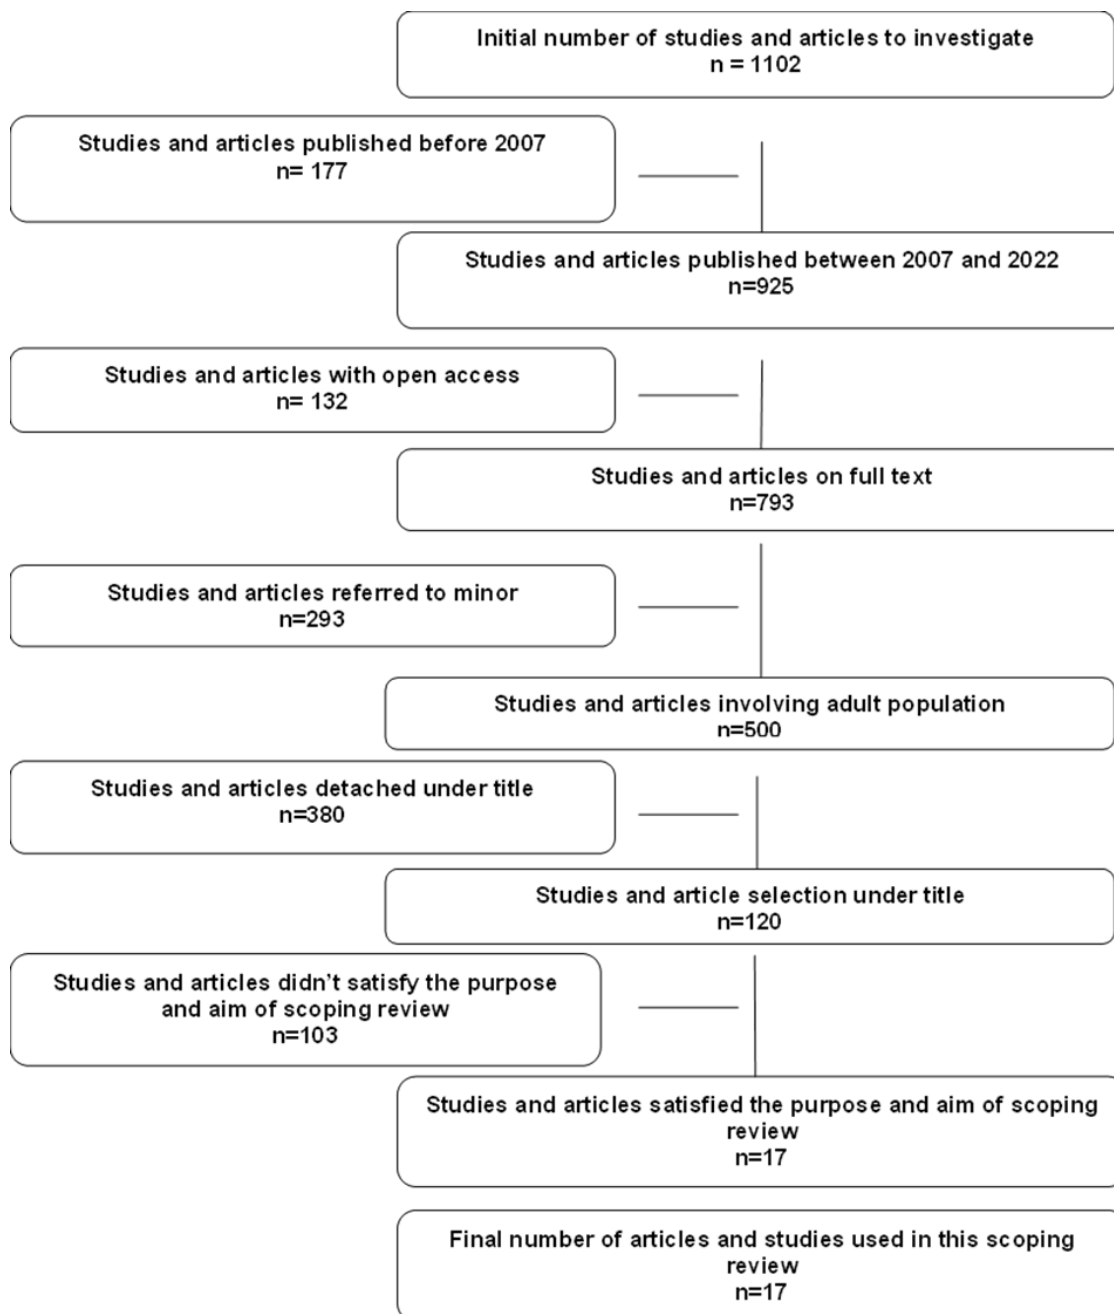 Initial number of studies and articles to investigate
n = 1102
Studies and articles published before 2007
n= 177
Studies and articles published between 2007 and 2022
n=925
Studies and articles with open access
n= 132
Studies and articles on full text
n=793
Studies and articles referred to minor
n=293
Studies and articles involving adult population
n=500
Studies and articles detached under title
n=380
Studies and article selection under title
n=120
Studies and articles didn’t satisfy the purpose
and aim of scoping review
n=103
Studies and articles satisfied the purpose and aim of scoping
review
n=17
Final number of articles and studies used in this scoping
review
n=17